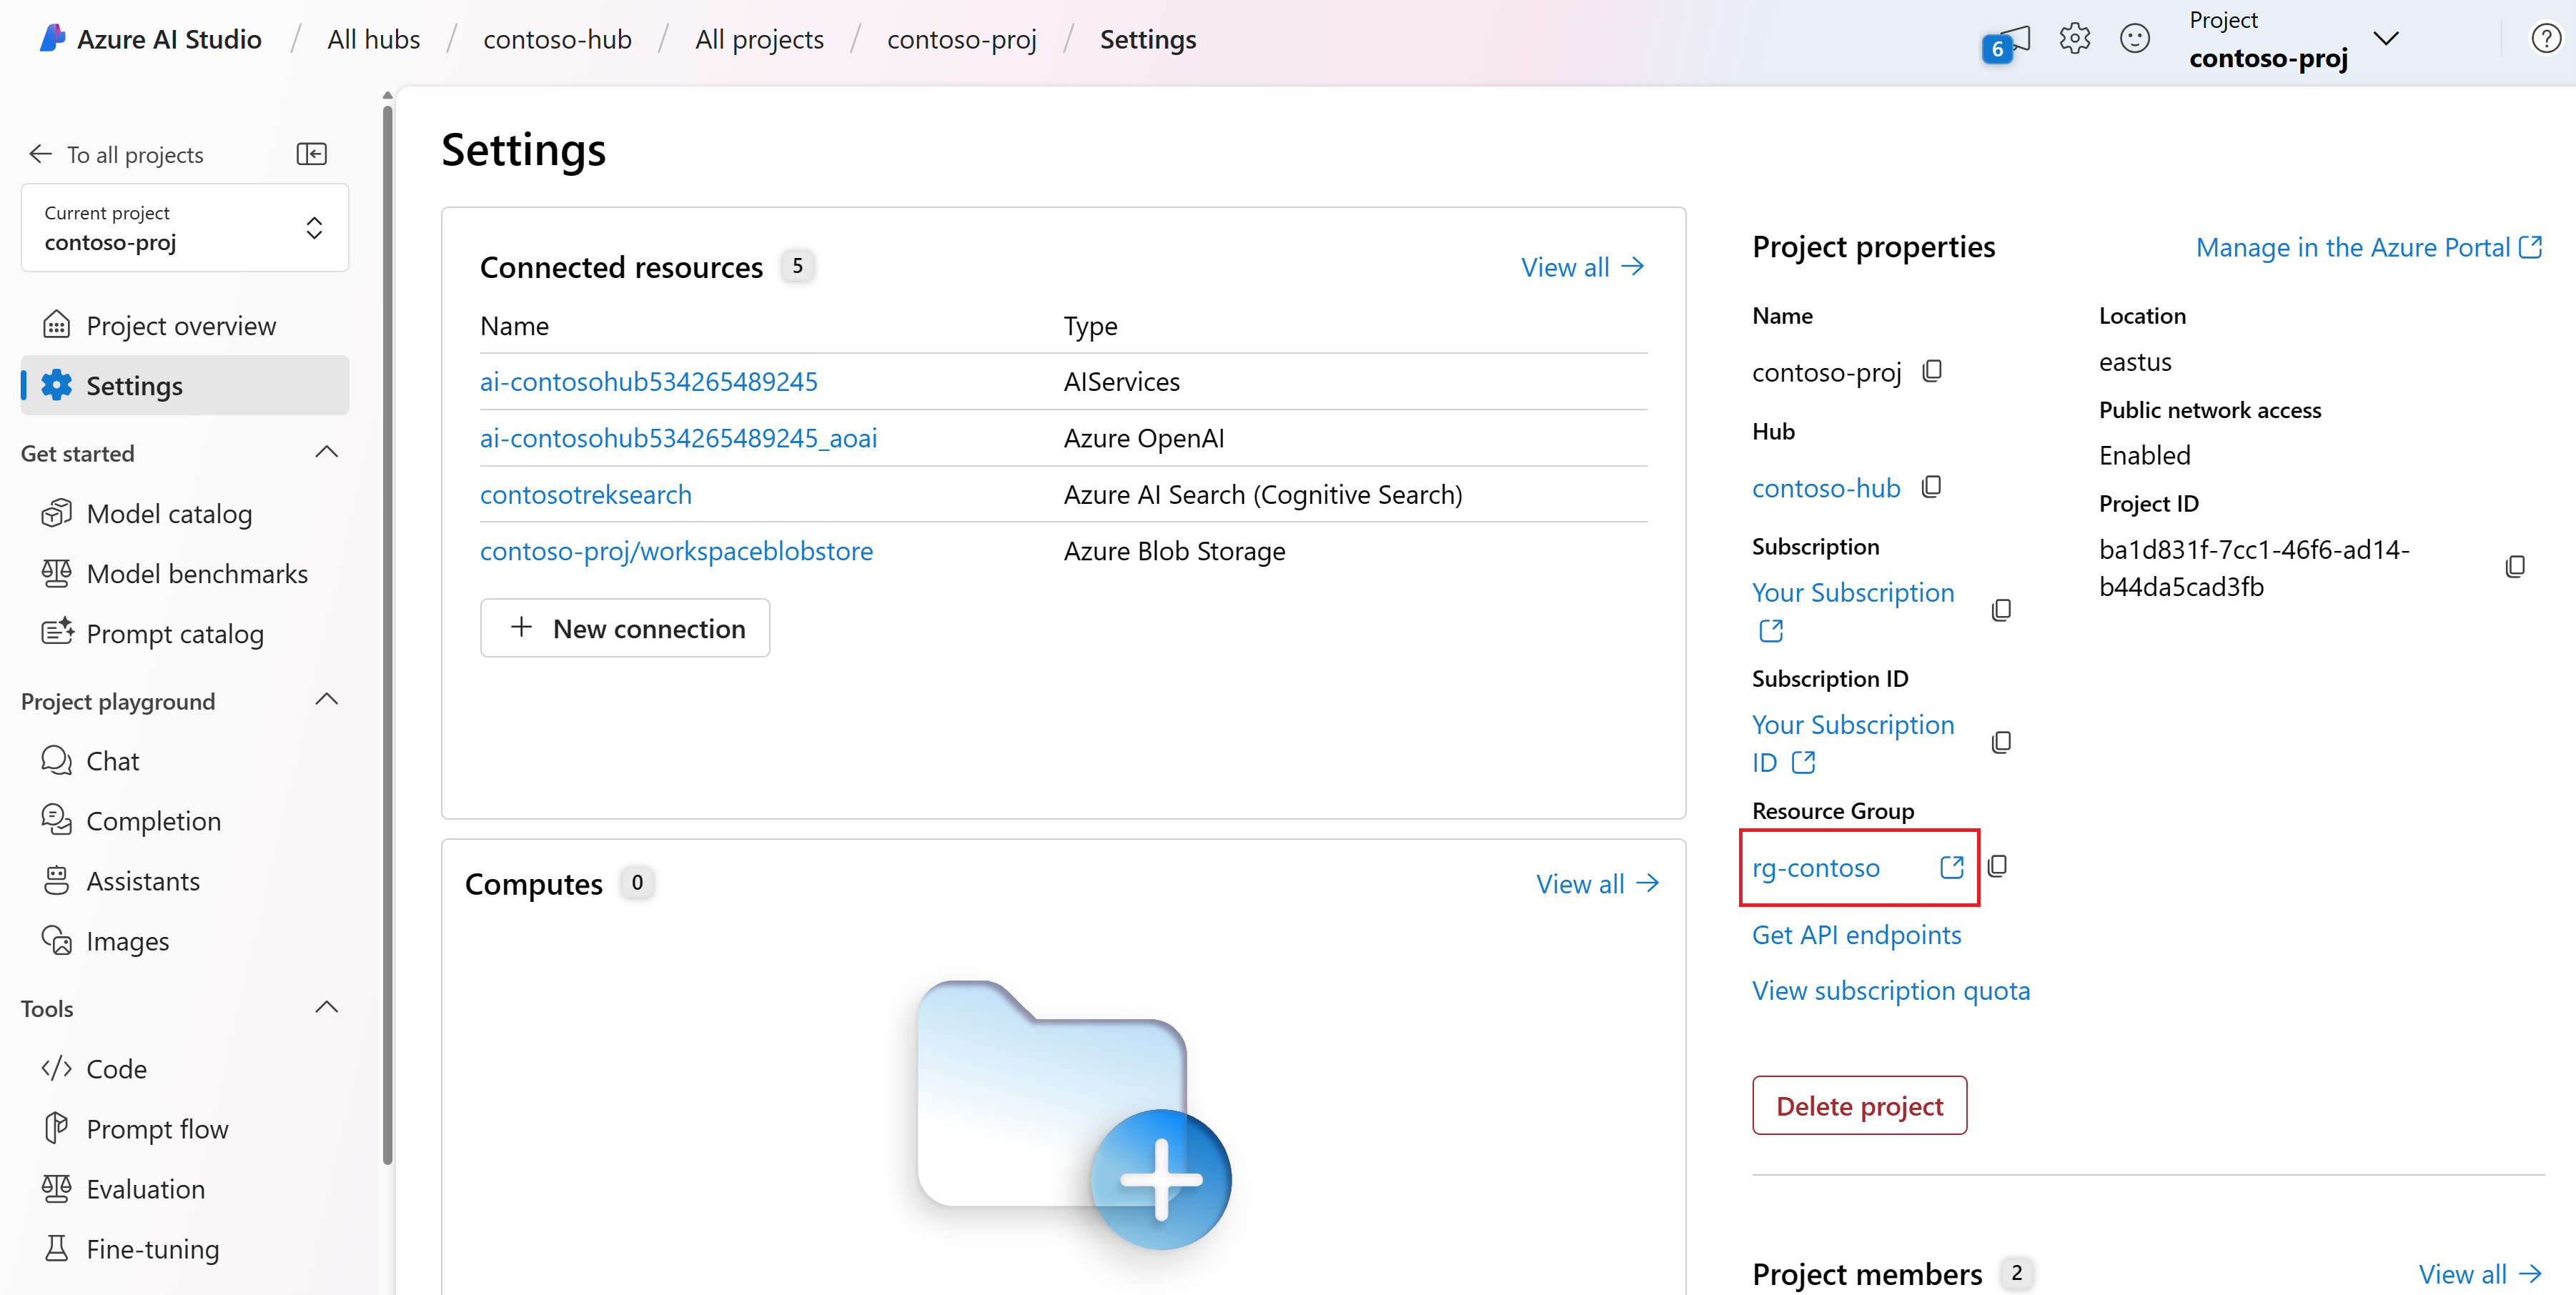 Azure AI Studio / All hubs / contoso-hub / All projects / contoso-proj / Settings
6
Project
contoso-proj
To all projects
Current project
contoso-proj
Project overview
Settings
Get started
Model catalog
Model benchmarks
Prompt catalog
Project playground
Chat
Completion
Assistants
Images
Tools
Code
Prompt flow
Evaluation
Fine-tuning
Settings
Connected resources 5 View all
Name Type
ai-contosohub534265489245 AIServices
ai-contosohub534265489245_aoai Azure OpenAI
contosotreksearch Azure AI Search (Cognitive Search)
contoso-proj/workspaceblobstore Azure Blob Storage
New connection
Computes 0 View all
Project properties Manage in the Azure Portal
Name
contoso-proj
Hub
contoso-hub
Subscription
Your Subscription
Subscription ID
Your Subscription
ID
Resource Group
rg-contoso
Get API endpoints
View subscription quota
Location
eastus
Public network access
Enabled
Project ID
ba1d831f-7cc1-46f6-ad14-
b44da5cad3fb
Delete project
Project members 2 View all